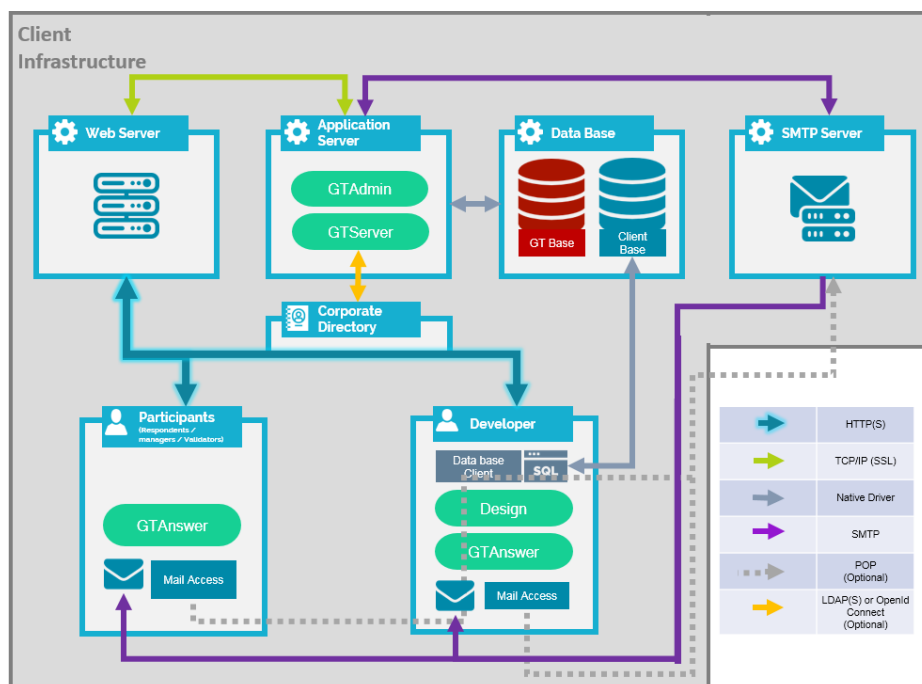 Client
Infrastructure
Web Server
Application
Server
Data Base
SMTP Server
GTAdmin
GTServer
GT Base
Client
Base
Corporate
Directory
Participants
(Respondents /
managers / Validators)
GTAnswer
Mail Access
Developer
Data base
Client
SQL
Design
GTAnswer
Mail Access
HTTP(S)
TCP/IP (SSL)
Native Driver
SMTP
POP
(Optional)
LDAP(S) or OpenId
Connect
(Optional)